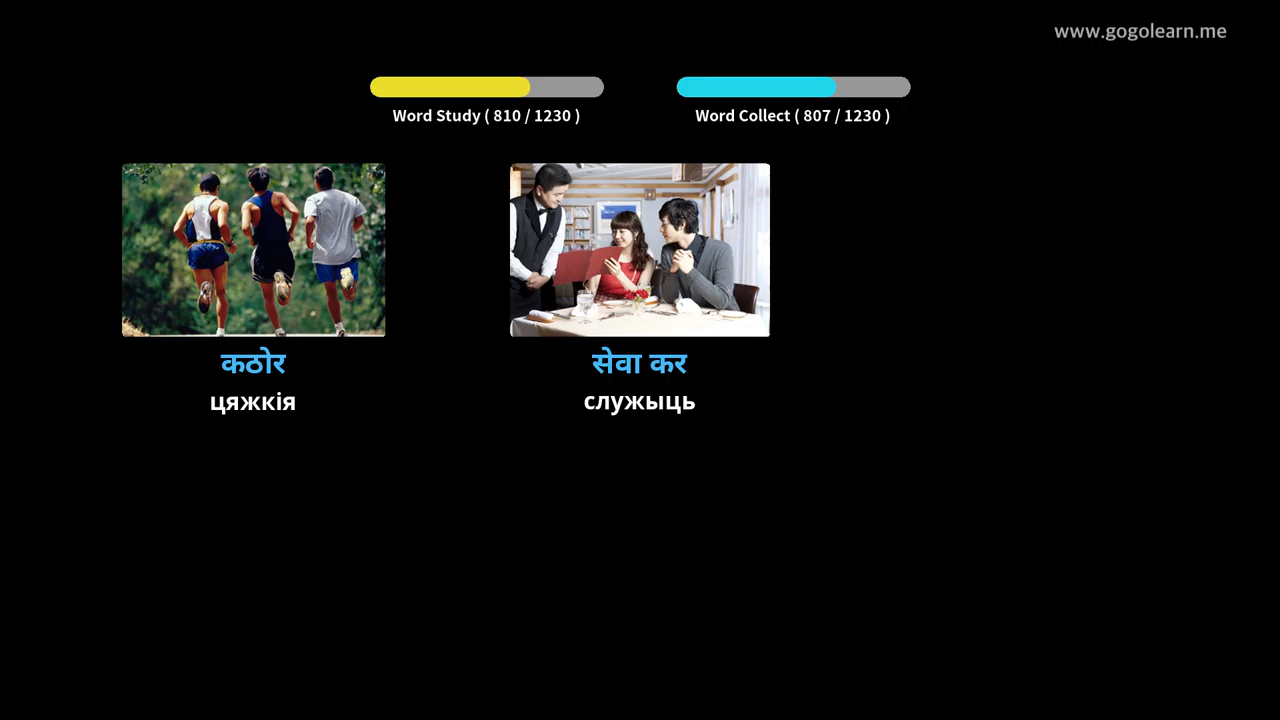 www.gogolearn.me
Word Study ( 810 / 1230 )
Word Collect ( 807 / 1230 )
कठोर
цяжкія
सेवा कर
служыць